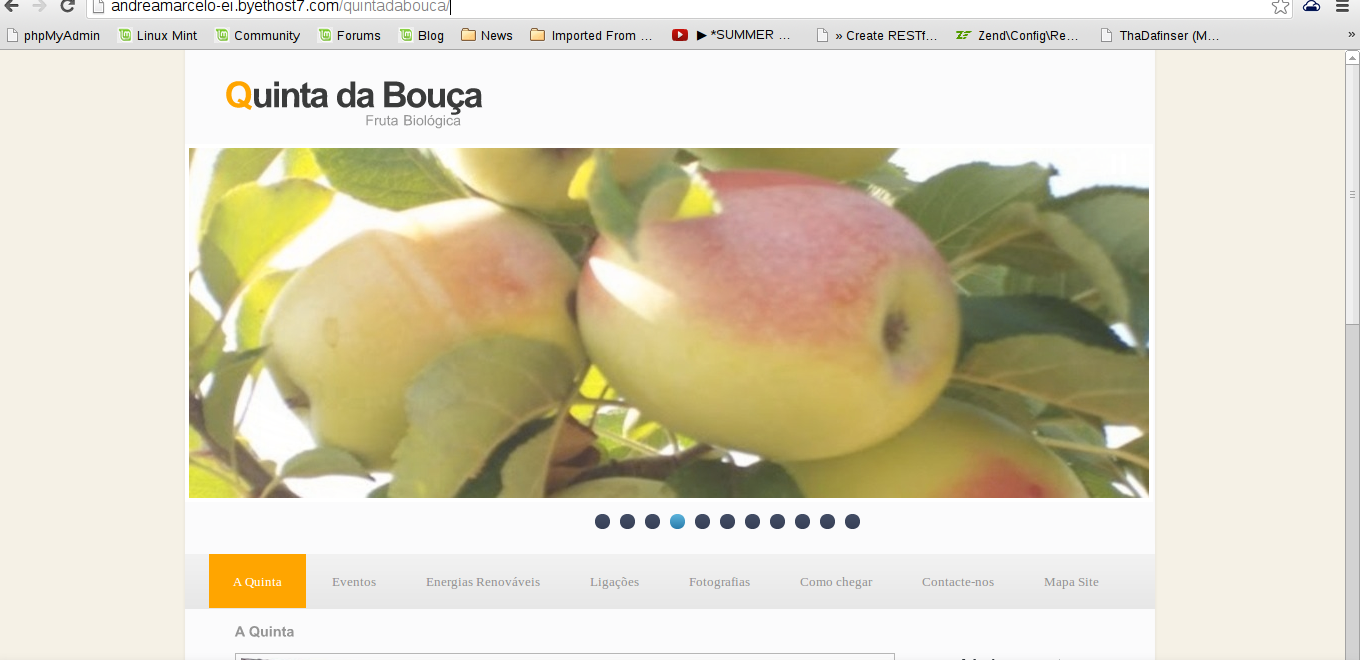 andreamarcelo-ei.byethost7.com/quintadabouca/
phpMyAdmin Linux Mint Community Forums Blog News Imported From ... ▶ *SUMMER ... » Create RESTf... Zend\Config\Re... ThaDafinser (M... »
Quinta da Bouça
Fruta Biológica
A Quinta Eventos Energias Renováveis Ligações Fotografias Como chegar Contacte-nos Mapa Site
A Quinta